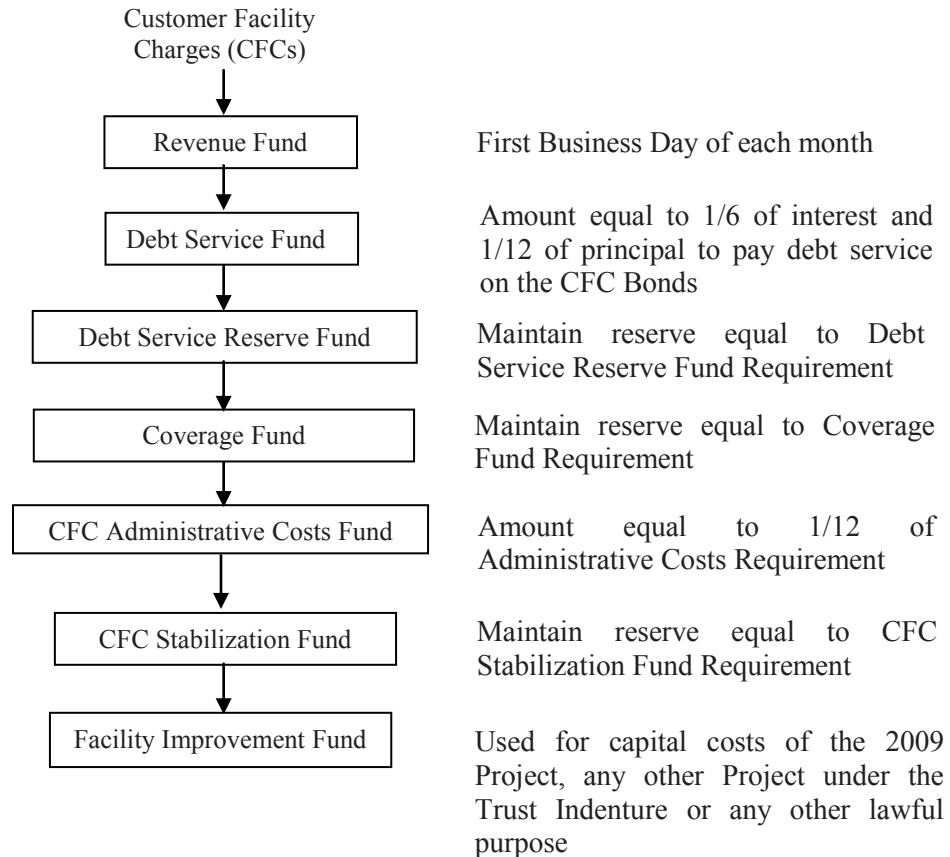 Customer Facility
Charges (CFCs)
Revenue Fund
First Business Day of each month
Debt Service Fund
Amount equal to 1/6 of interest and
1/12 of principal to pay debt service
on the CFC Bonds
Debt Service Reserve Fund
Maintain reserve equal to Debt
Service Reserve Fund Requirement
Coverage Fund
Maintain reserve equal to Coverage
Fund Requirement
CFC Administrative Costs Fund
Amount equal to 1/12 of
Administrative Costs Requirement
CFC Stabilization Fund
Maintain reserve equal to CFC
Stabilization Fund Requirement
Facility Improvement Fund
Used for capital costs of the 2009
Project, any other Project under the
Trust Indenture or any other lawful
purpose